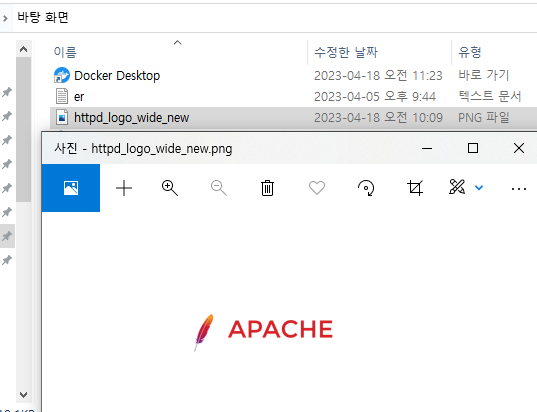 바탕 화면
이름 수정한 날짜 유형
Docker Desktop 2023-04-18 오전 11:23 바로 가기
er 2023-04-05 오후 9:44 텍스트 문서
httpd_logo_wide_new 2023-04-18 오전 10:09 PNG 파일
사진 - httpd_logo_wide_new.png
APACHE